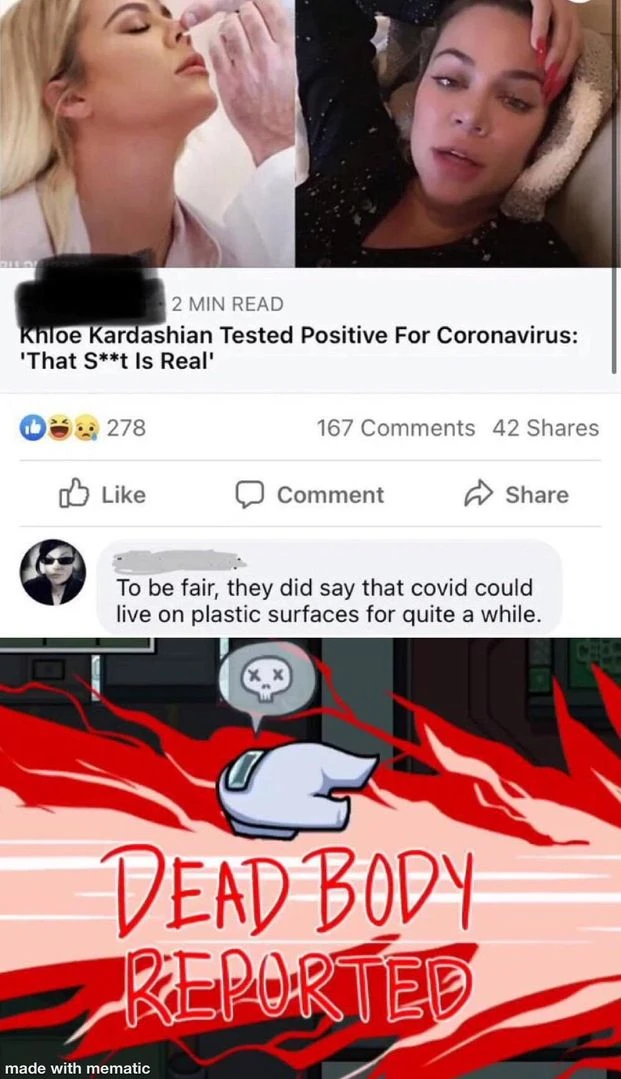 2 MIN READ
Khloe Kardashian Tested Positive For Coronavirus:
'That S**t Is Real'
278
167 Comments 42 Shares
Like Comment Share
To be fair, they did say that covid could
live on plastic surfaces for quite a while.
DEAD BODY
REPORTED
made with mematic